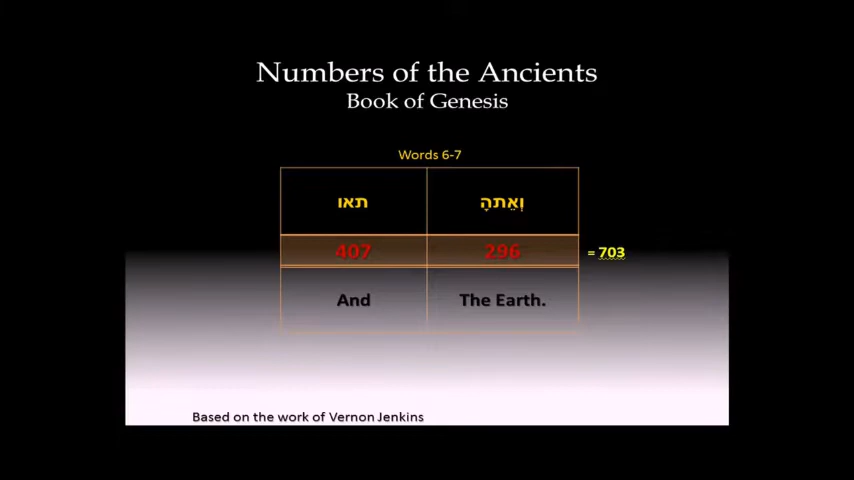 Numbers of the Ancients
Book of Genesis
Words 6-7
תאו וְאֵתהָ
407 296 = 703
And The Earth.
Based on the work of Vernon Jenkins